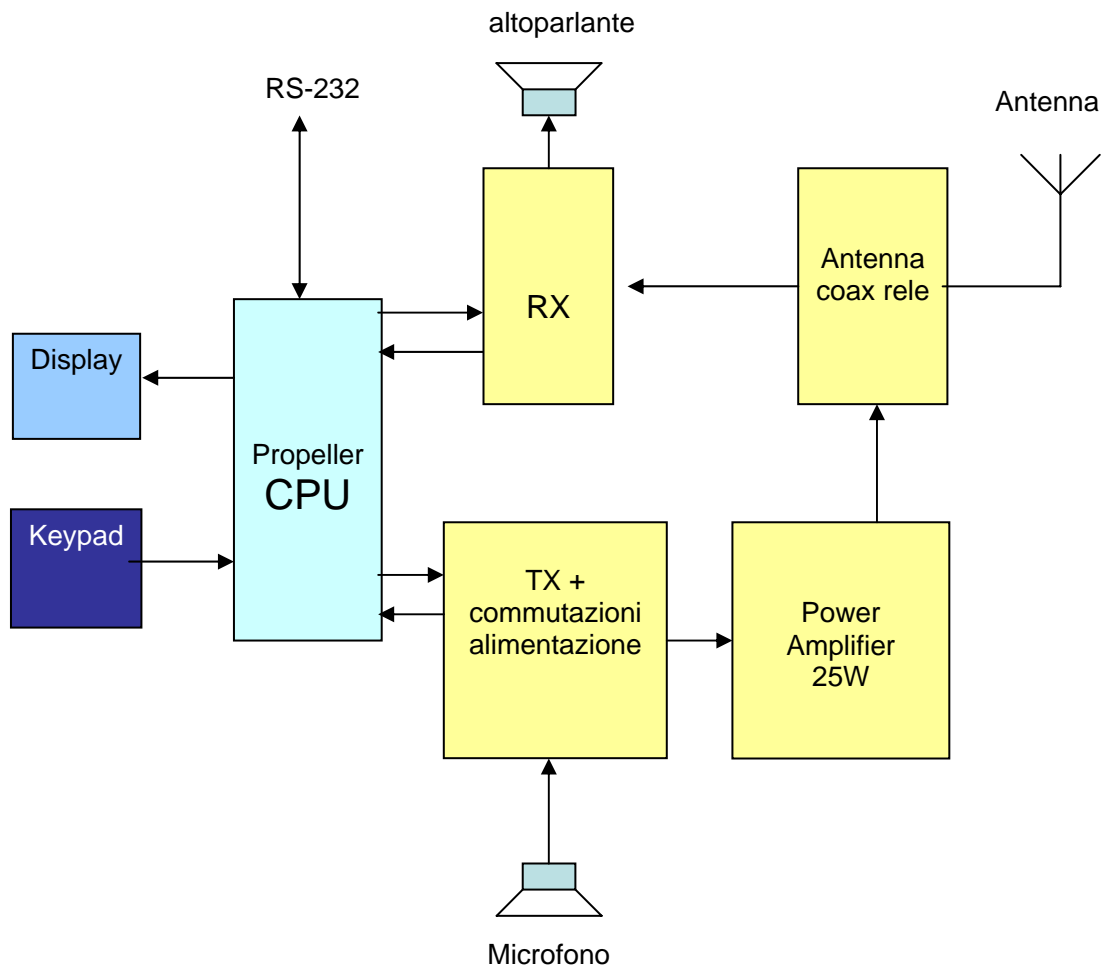 altoparlante
RS-232
Antenna
Antenna
coax rele
RX
Display
Propeller
CPU
Keypad
TX +
commutazioni
alimentazione
Power
Amplifier
25W
Microfono